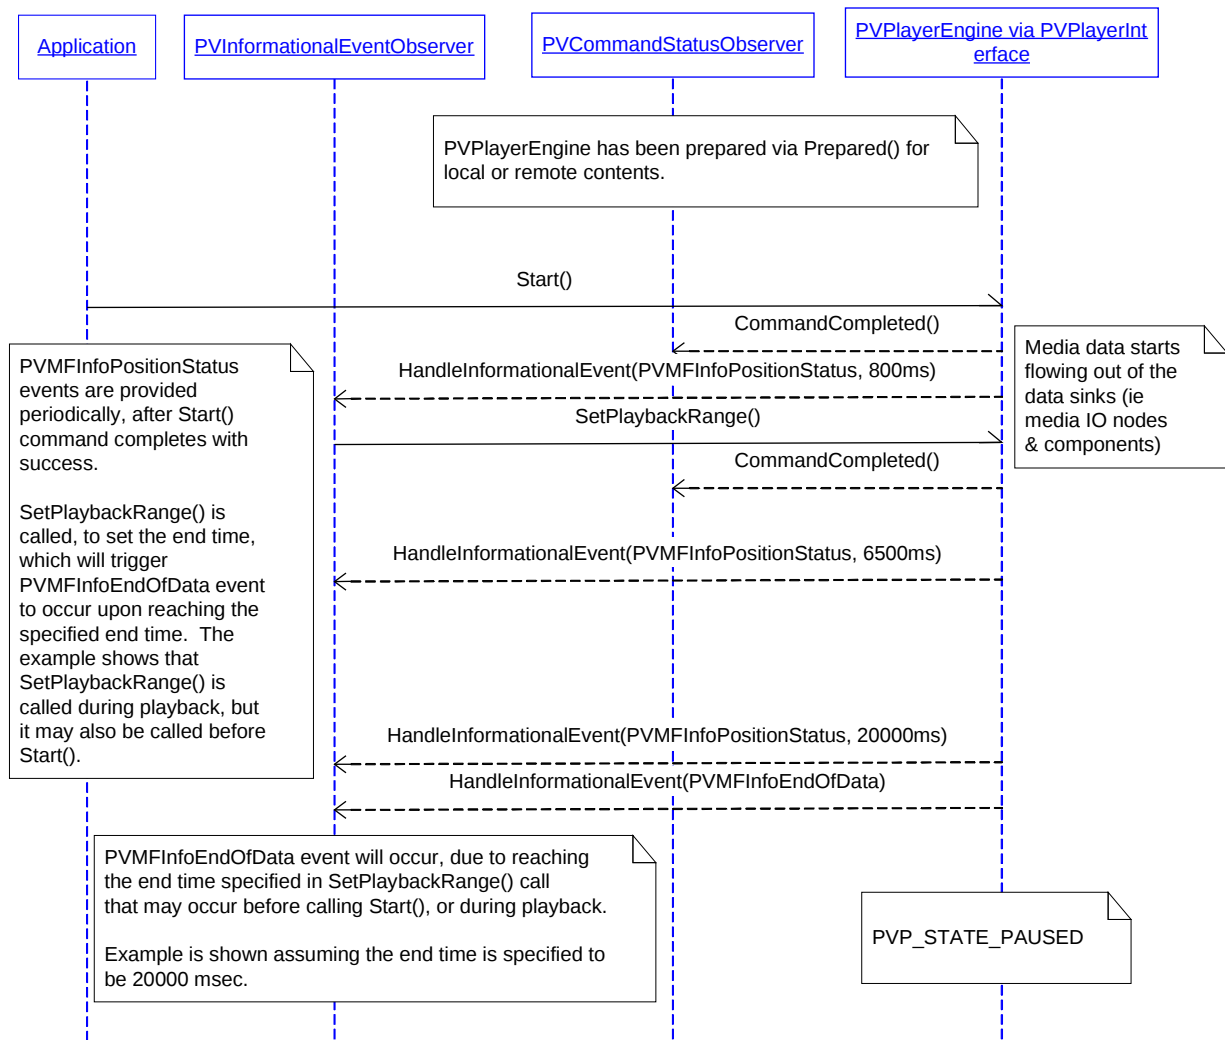 Application
PVInformationalEventObserver
PVCommandStatusObserver
PVPlayerEngine via PVPlayerInt
erface
PVPlayerEngine has been prepared via Prepared() for
local or remote contents.
Start()
CommandCompleted()
HandleInformationalEvent(PVMFInfoPositionStatus, 800ms)
SetPlaybackRange()
CommandCompleted()
Media data starts
flowing out of the
data sinks (ie
media IO nodes
& components)
PVMFInfoPositionStatus
events are provided
periodically, after Start()
command completes with
success.
SetPlaybackRange() is
called, to set the end time,
which will trigger
PVMFInfoEndOfData event
to occur upon reaching the
specified end time.  The
example shows that
SetPlaybackRange() is
called during playback, but
it may also be called before
Start().
HandleInformationalEvent(PVMFInfoPositionStatus, 6500ms)
HandleInformationalEvent(PVMFInfoPositionStatus, 20000ms)
HandleInformationalEvent(PVMFInfoEndOfData)
PVMFInfoEndOfData event will occur, due to reaching
the end time specified in SetPlaybackRange() call
that may occur before calling Start(), or during playback.
Example is shown assuming the end time is specified to
be 20000 msec.
PVP_STATE_PAUSED